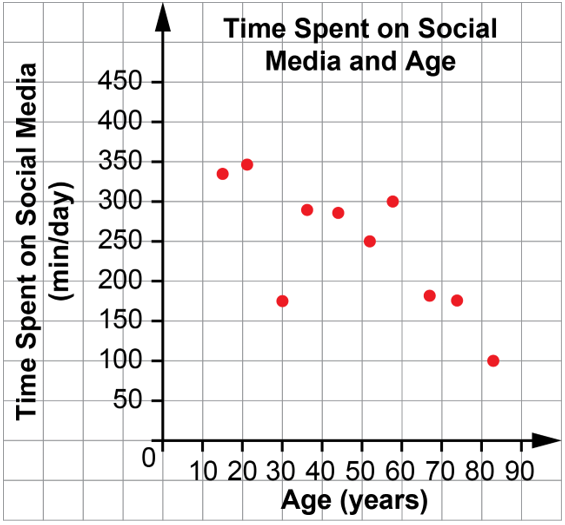 Time Spent on Social
Media and Age
Time Spent on Social Media
(min/day)
450
400
350
300
250
200
150
100
50
0
10 20 30 40 50 60 70 80 90
Age (years)